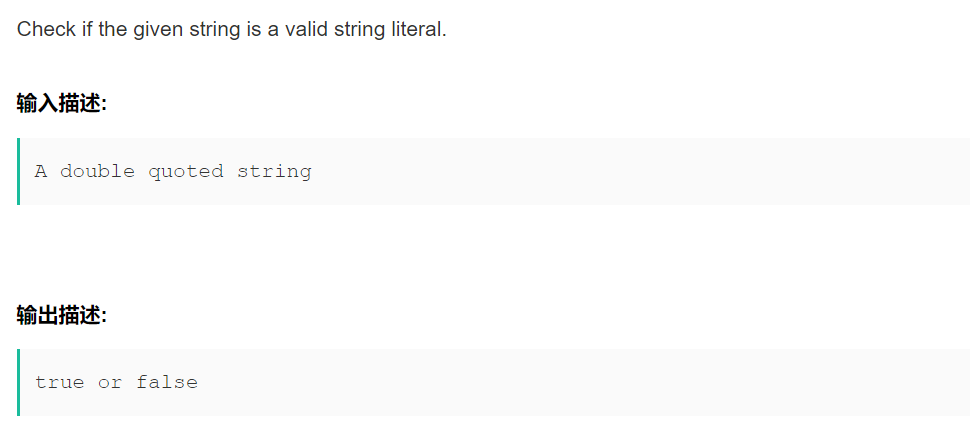 Check if the given string is a valid string literal.
输入描述:
A double quoted string
输出描述:
true or false